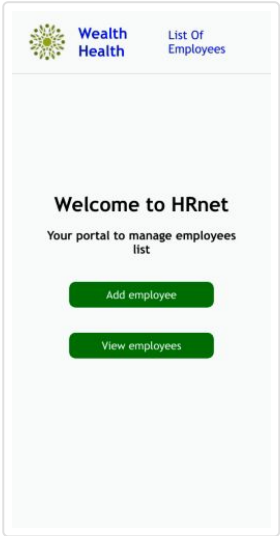 Wealth
Health
List Of
Employees
Welcome to HRnet
Your portal to manage employees
list
Add employee
View employees